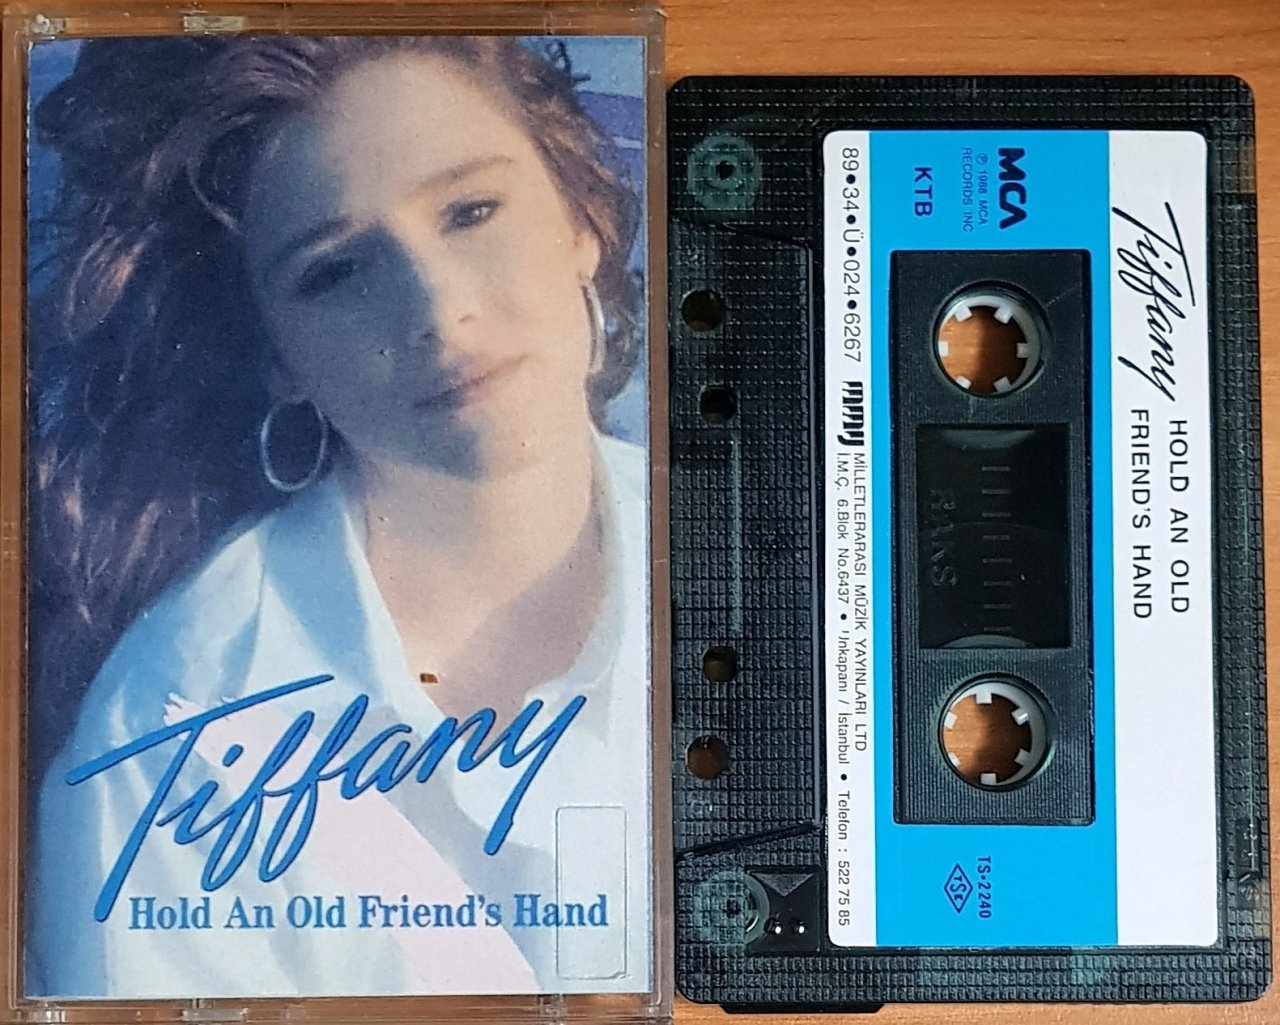 Tiffany
Hold An Old Friend's Hand
Tiffany
HOLD AN OLD
FRIEND'S HAND
MCA
℗ 1988 MCA
RECORDS INC
KTB
RAKS
TS•2240
TSE
89•34•Ü•024•6267
MİLLETLERARASI MÜZİK YAYINLARI LTD
İ.M.Ç. 6.Blok No.6437 • Unkapanı / İstanbul • Telefon : 522 75 85